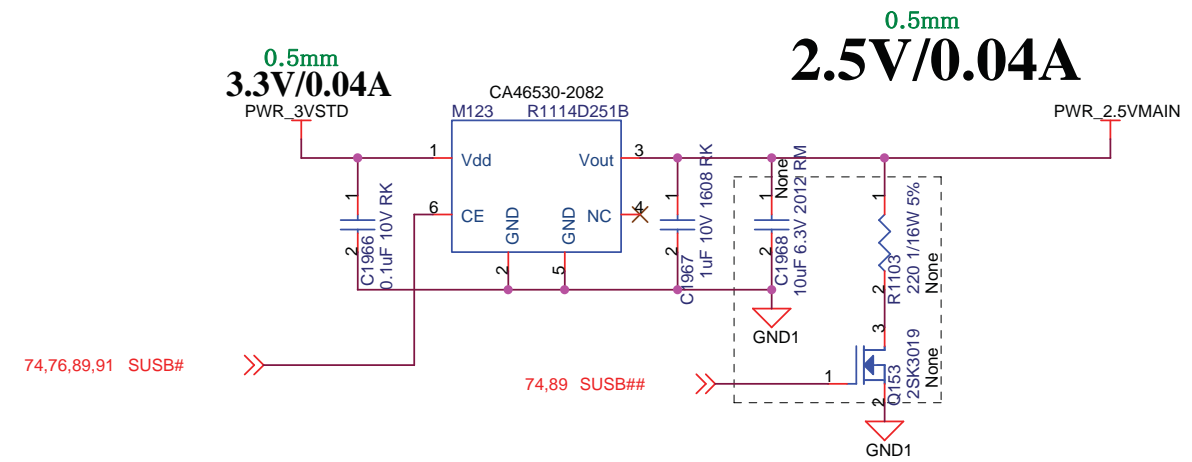 0.5mm
2.5V/0.04A
0.5mm
3.3V/0.04A
PWR_3VSTD
CA46530-2082
M123 R1114D251B
PWR_2.5VMAIN
1 Vdd Vout 3
6 CE GND GND NC 4
2 5
1 2
C1966
0.1uF 10V RK
1 2
C1967
1uF 10V 1608 RK
1 2
None
C1968
10uF 6.3V 2012 RM
GND1
1 2
R1103
220 1/16W 5%
None
74,76,89,91 SUSB#
74,89 SUSB##
1 3 2
Q153
2SK3019
None
GND1